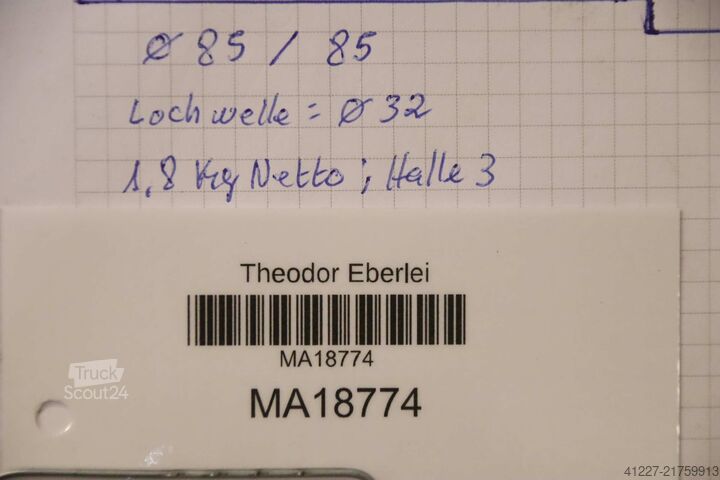 Ø 85 / 85
Lochwelle = Ø 32
1,8 Kg Netto ; Halle 3
Theodor Eberlei
MA18774
MA18774
Truck
Scout24
41227-21759913